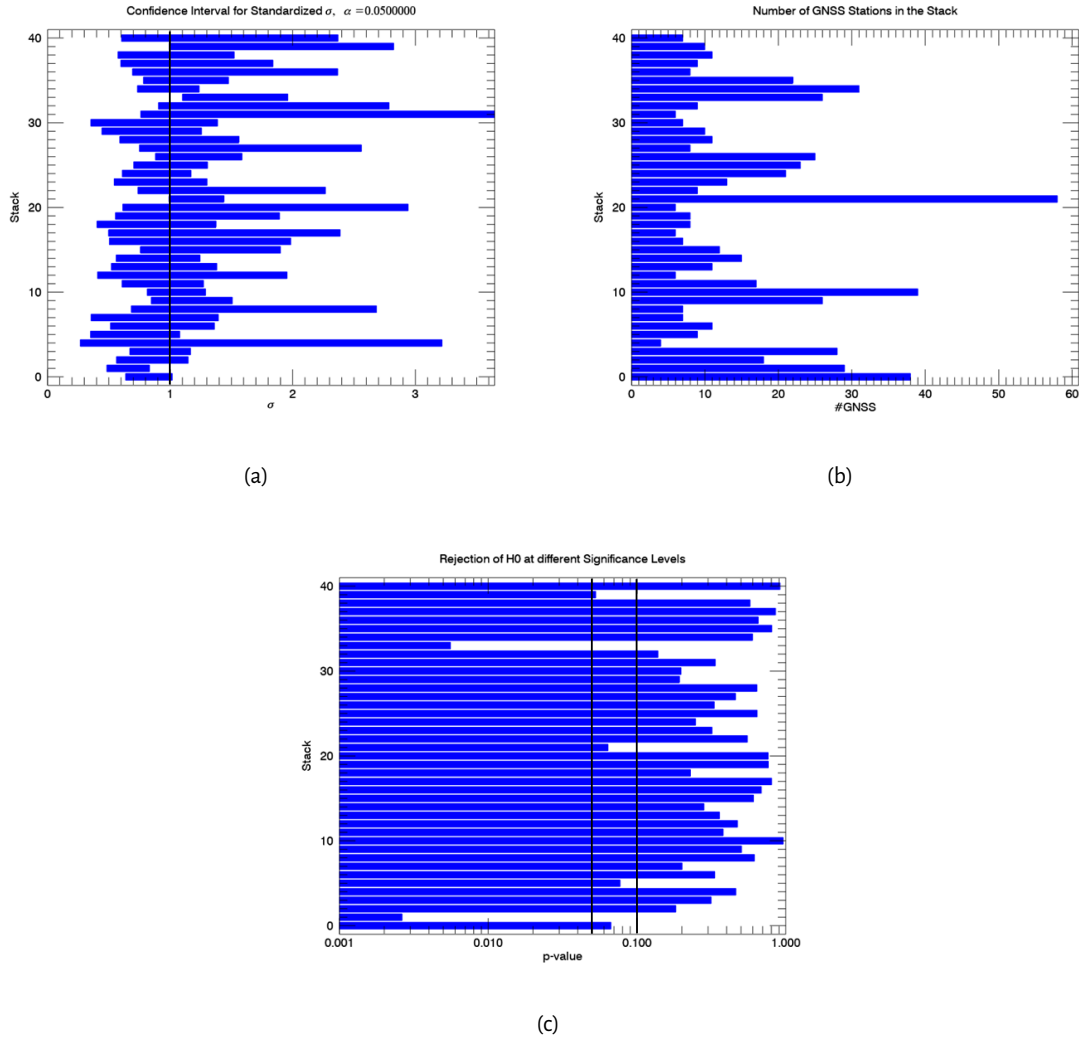 Confidence Interval for Standardized σ, α =0.0500000
40
30
20
10
0
Stack
0 1 2 3
σ
(a)
Number of GNSS Stations in the Stack
40
30
20
10
0
Stack
0 10 20 30 40 50 60
#GNSS
(b)
Rejection of H0 at different Significance Levels
40
30
20
10
0
Stack
0.001 0.010 0.100 1.000
p-value
(c)